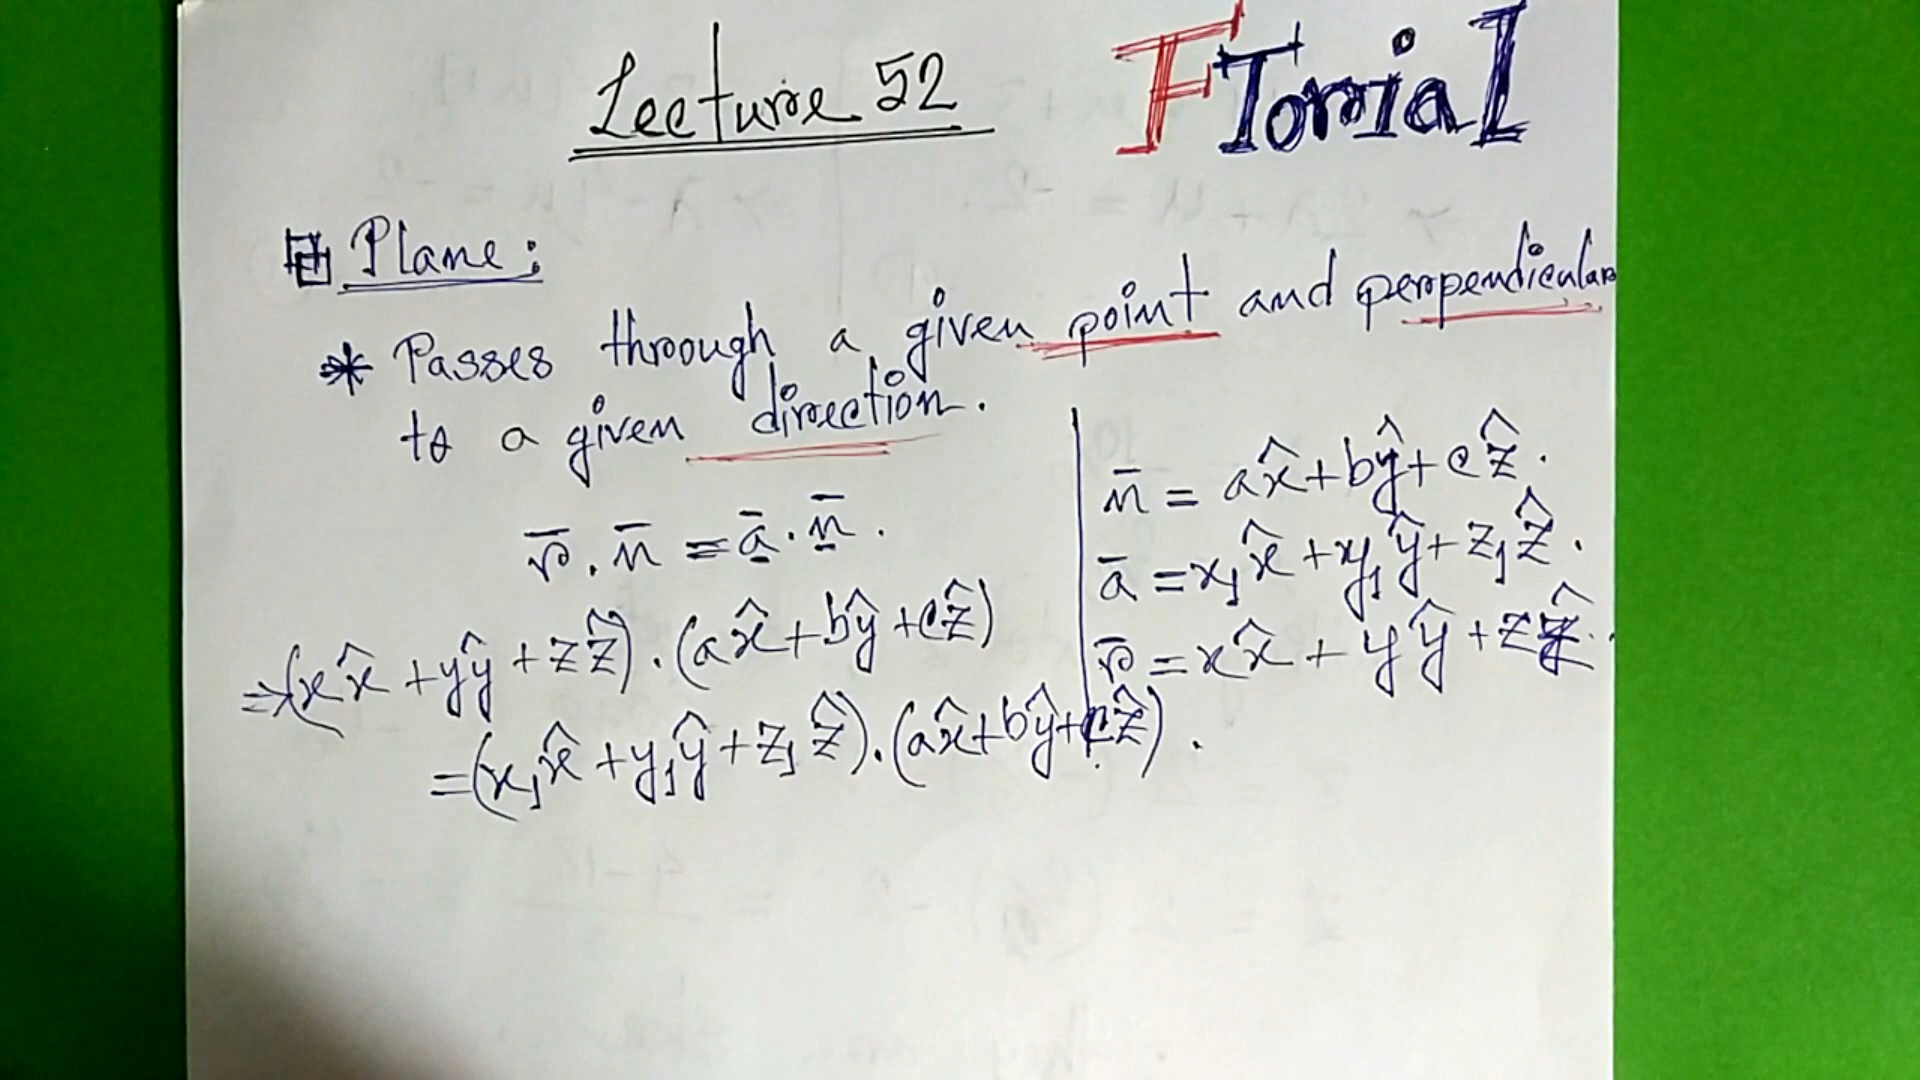 Lecture 52
FTorial
Plane:
* Passes through a given point and perpendicular
to a given direction.
r̄ . n̄ = ā . n̄ .
⇒ (xx̂ + yŷ + zẑ) . (ax̂ + bŷ + cẑ)
= (x₁x̂ + y₁ŷ + z₁ẑ) . (ax̂ + bŷ + cẑ) .
n̄ = ax̂ + bŷ + cẑ .
ā = x₁x̂ + y₁ŷ + z₁ẑ .
r̄ = xx̂ + yŷ + zẑ .